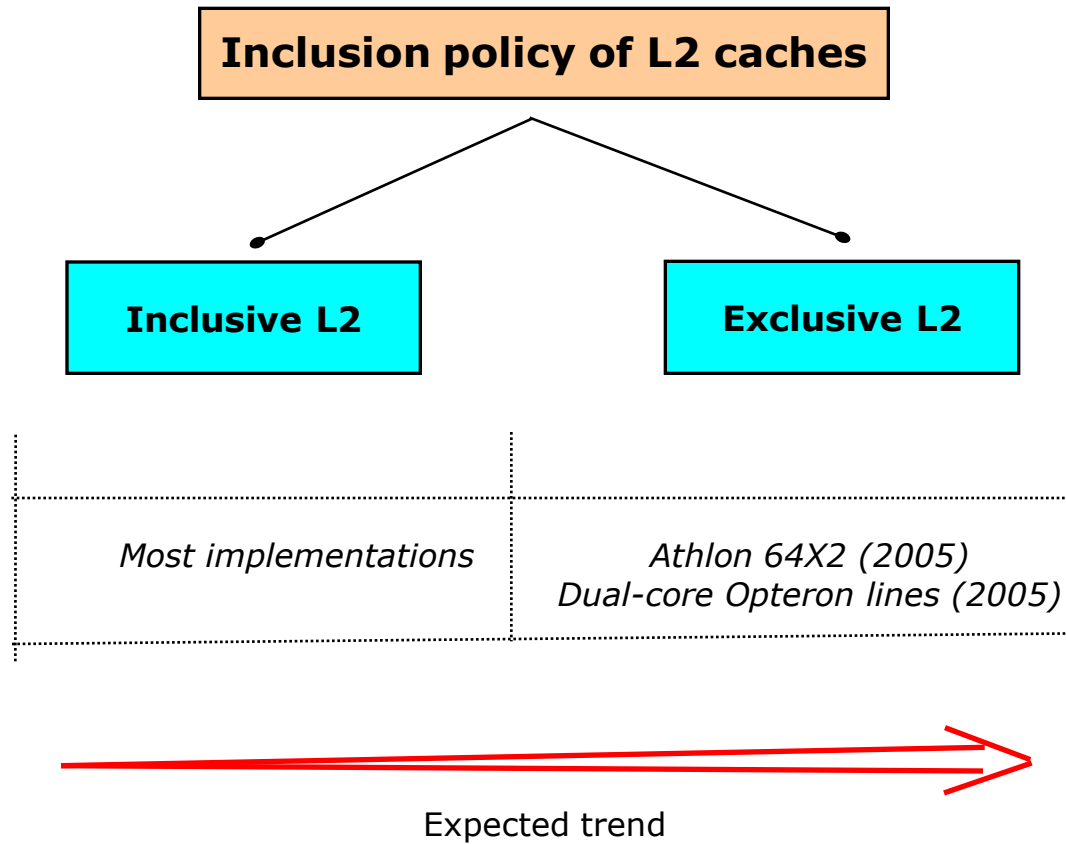 Inclusion policy of L2 caches
Inclusive L2
Exclusive L2
Most implementations
Athlon 64X2 (2005)
Dual-core Opteron lines (2005)
Expected trend